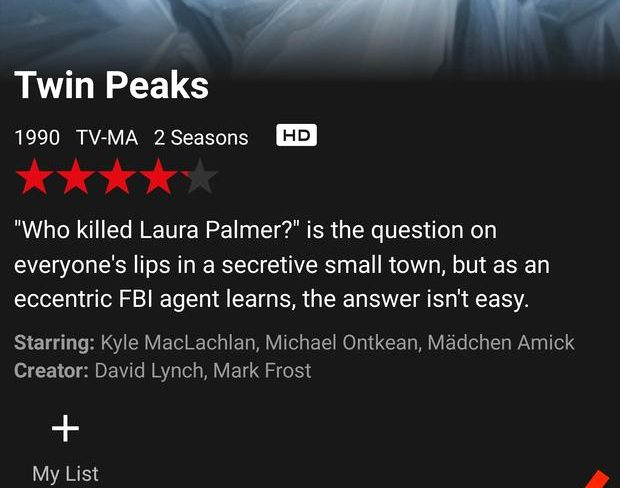 Twin Peaks
1990 TV-MA 2 Seasons HD
"Who killed Laura Palmer?" is the question on
everyone's lips in a secretive small town, but as an
eccentric FBI agent learns, the answer isn't easy.
Starring: Kyle MacLachlan, Michael Ontkean, Mädchen Amick
Creator: David Lynch, Mark Frost
+
My List